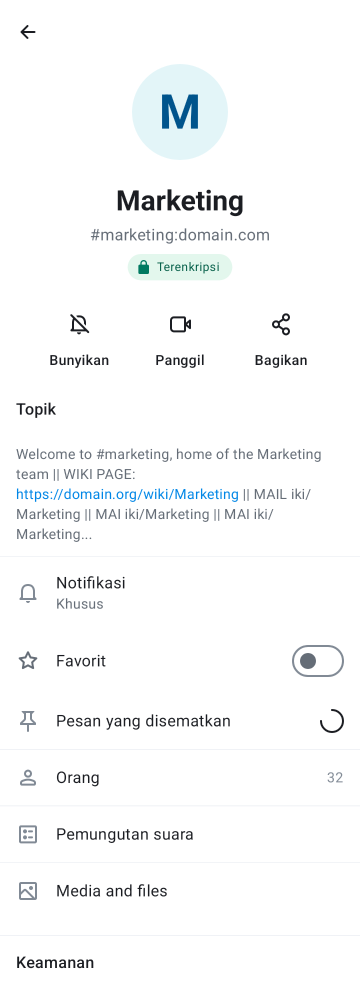 M
Marketing
#marketing:domain.com
Terenkripsi
Bunyikan
Panggil
Bagikan
Topik
Welcome to #marketing, home of the Marketing
team || WIKI PAGE:
https://domain.org/wiki/Marketing || MAIL iki/
Marketing || MAI iki/Marketing || MAI iki/
Marketing...
Notifikasi
Khusus
Favorit
Pesan yang disematkan
Orang 32
Pemungutan suara
Media and files
Keamanan